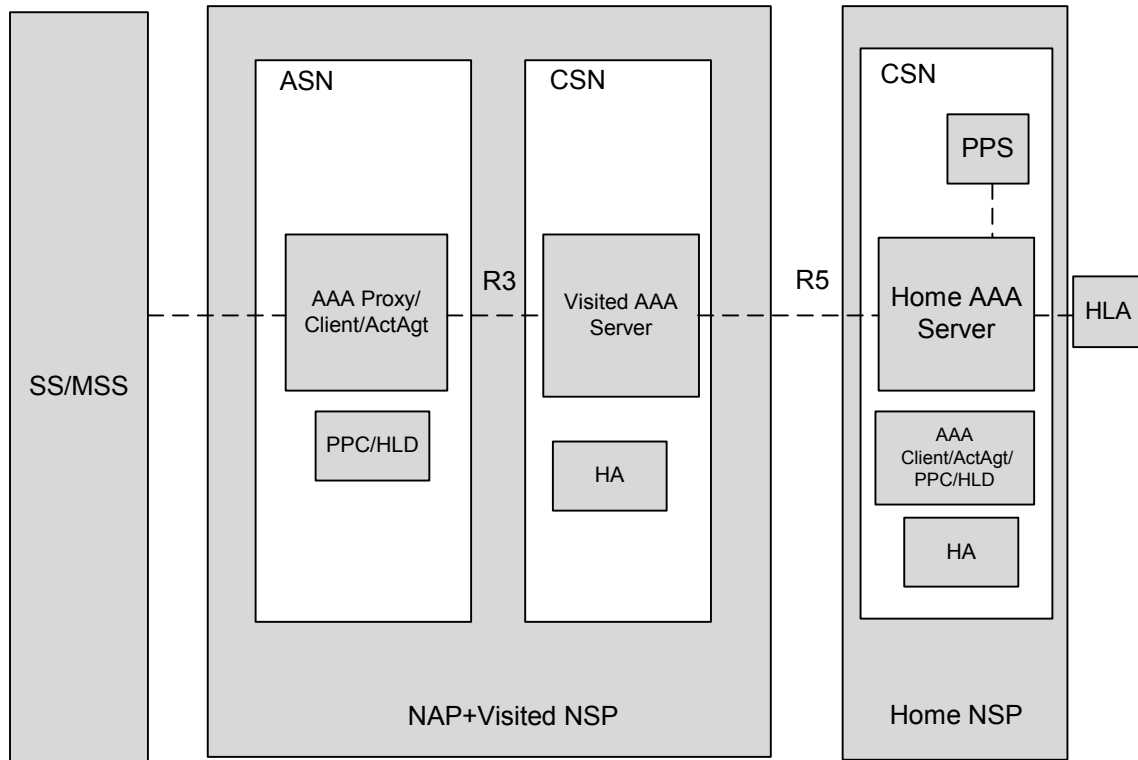 SS/MSS
ASN
AAA Proxy/
Client/ActAgt
PPC/HLD
R3
CSN
Visited AAA
Server
HA
NAP+Visited NSP
R5
CSN
PPS
Home AAA
Server
AAA
Client/ActAgt/
PPC/HLD
HA
Home NSP
HLA